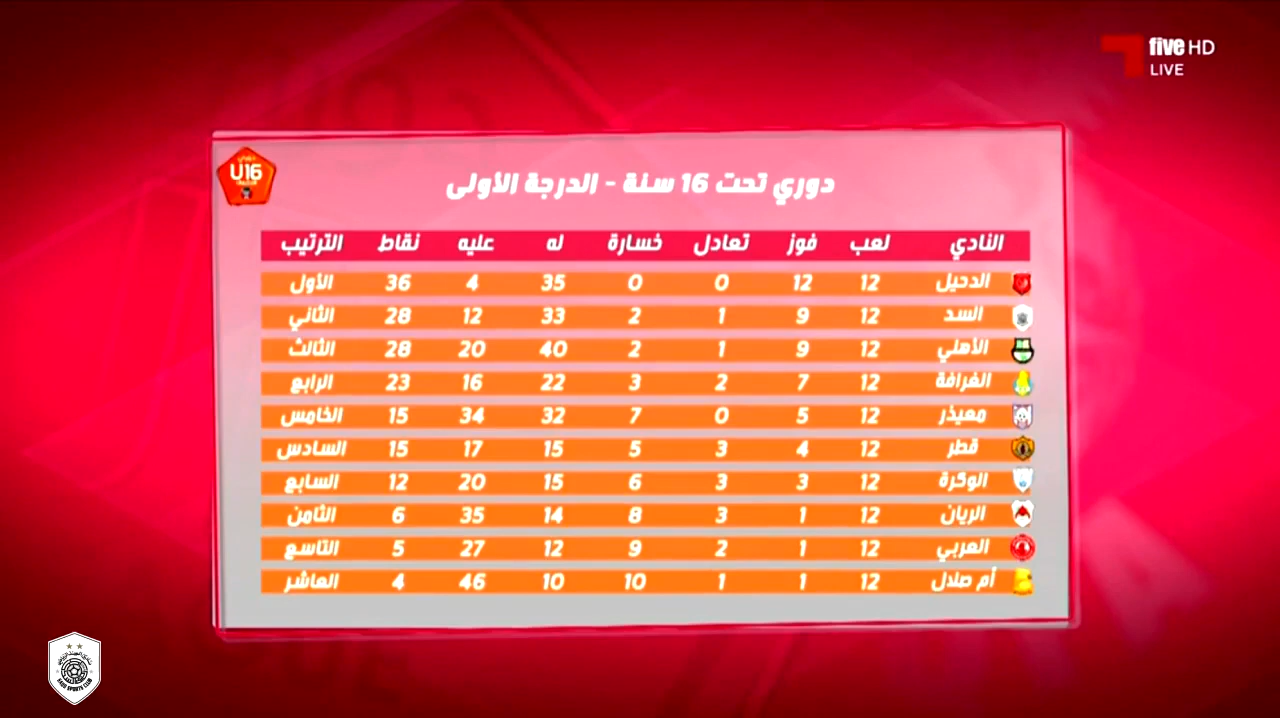 five HD
LIVE
U16
دوري تحت 16 سنة - الدرجة الأولى
النادي لعب فوز تعادل خسارة له عليه نقاط الترتيب
الدحيل 12 12 0 0 35 4 36 الأول
السد 12 9 1 2 33 12 28 الثاني
الأهلي 12 9 1 2 40 20 28 الثالث
الغرافة 12 7 2 3 22 16 23 الرابع
معيذر 12 5 0 7 32 34 15 الخامس
قطر 12 4 3 5 15 17 15 السادس
الوكرة 12 3 3 6 15 20 12 السابع
الريان 12 1 3 8 14 35 6 الثامن
العربي 12 1 2 9 12 27 5 التاسع
أم صلال 12 1 1 10 10 46 4 العاشر